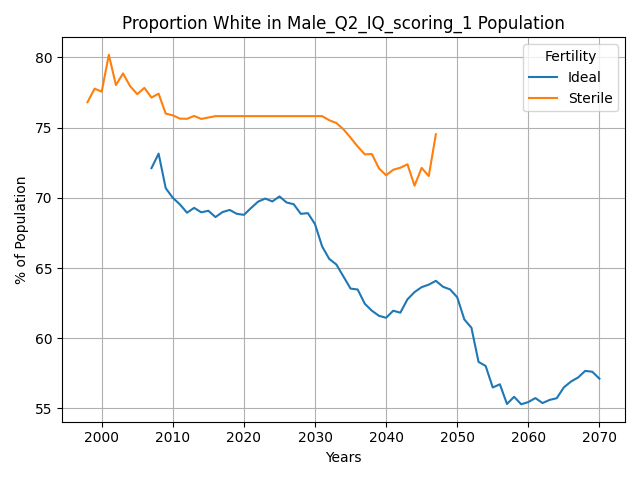 Proportion White in Male_Q2_IQ_scoring_1 Population
Fertility
Ideal
Sterile
% of Population
80
75
70
65
60
55
2000 2010 2020 2030 2040 2050 2060 2070
Years